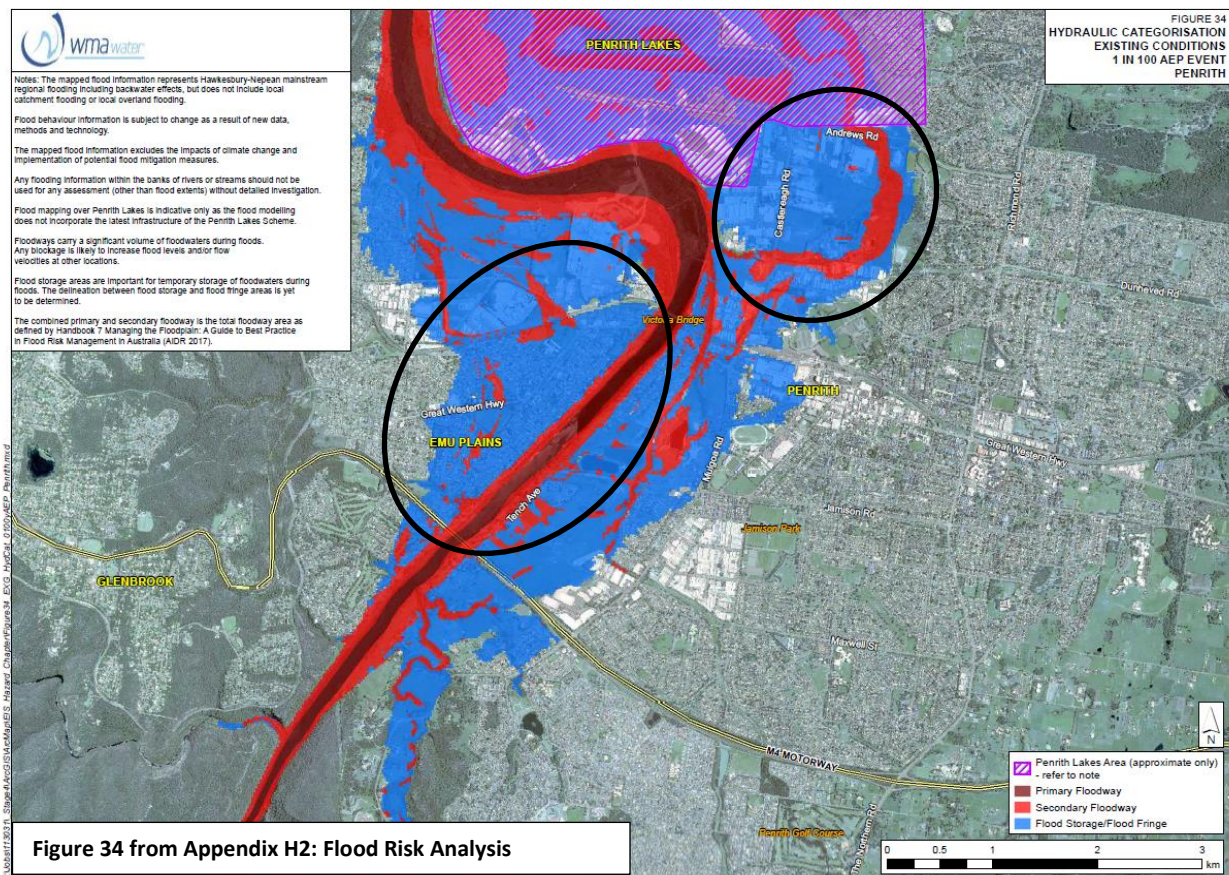 wmawater
FIGURE 34
HYDRAULIC CATEGORISATION
EXISTING CONDITIONS
1 IN 100 AEP EVENT
PENRITH
Notes: The mapped flood information represents Hawkesbury-Nepean mainstream
regional flooding including backwater effects, but does not include local
catchment flooding or local overland flooding.
Flood behaviour information is subject to change as a result of new data,
methods and technology.
The mapped flood information excludes the impacts of climate change and
implementation of potential flood mitigation measures.
Any flooding information within the banks of rivers or streams should not be
used for any assessment (other than flood extents) without detailed investigation.
Flood mapping over Penrith Lakes is indicative only as the flood modelling
does not incorporate the latest infrastructure of the Penrith Lakes Scheme.
Floodways carry a significant volume of floodwaters during floods.
Any blockage is likely to increase flood levels and/or flow
velocities at other locations.
Flood storage areas are important for temporary storage of floodwaters during
floods. The delineation between flood storage and flood fringe areas is yet
to be determined.
The combined primary and secondary floodway is the total floodway area as
defined by Handbook 7 Managing the Floodplain: A Guide to Best Practice
in Flood Risk Management in Australia (AIDR 2017).
PENRITH LAKES
Andrews Rd
Castlereagh Rd
Richmond Rd
Dunheved Rd
Victoria Bridge
PENRITH
Great Western Hwy
EMU PLAINS
Mulgoa Rd
Great Western Hwy
Tench Ave
Jamison Rd
Jamison Park
GLENBROOK
Maxwell St
M4 MOTORWAY
The Northern Rd
Penrith Golf Course
N
Penrith Lakes Area (approximate only)
- refer to note
Primary Floodway
Secondary Floodway
Flood Storage/Flood Fringe
0 0.5 1 2 3
km
Figure 34 from Appendix H2: Flood Risk Analysis